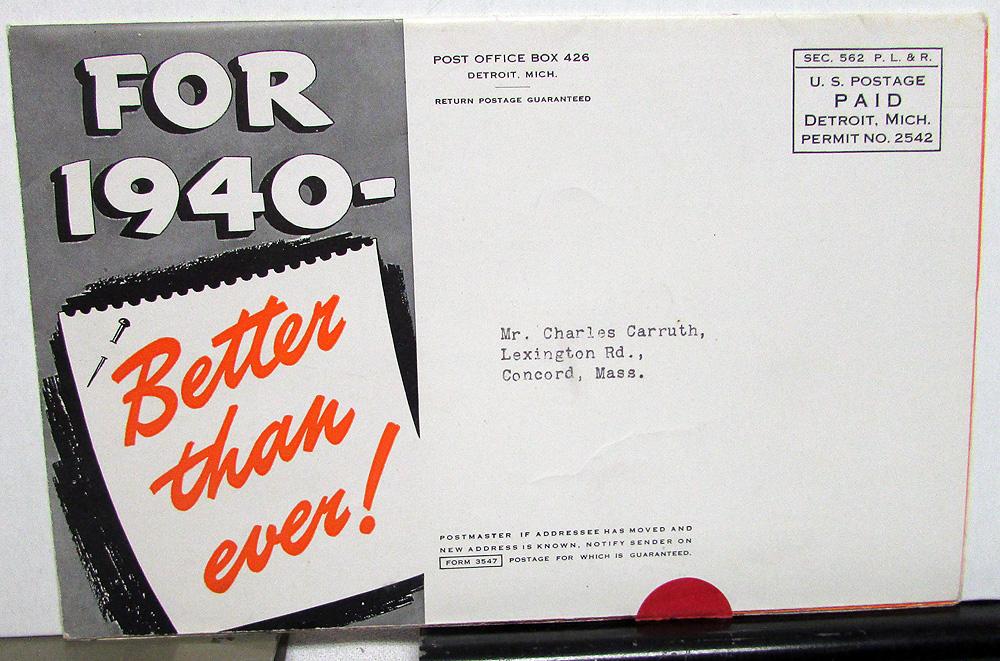 FOR
1940-
Better
than
ever!
POST OFFICE BOX 426
DETROIT, MICH.
RETURN POSTAGE GUARANTEED
SEC. 562 P. L. & R.
U. S. POSTAGE
PAID
DETROIT, MICH.
PERMIT NO. 2542
Mr. Charles Carruth,
Lexington Rd.,
Concord, Mass.
POSTMASTER IF ADDRESSEE HAS MOVED AND
NEW ADDRESS IS KNOWN, NOTIFY SENDER ON
FORM 3547 POSTAGE FOR WHICH IS GUARANTEED.